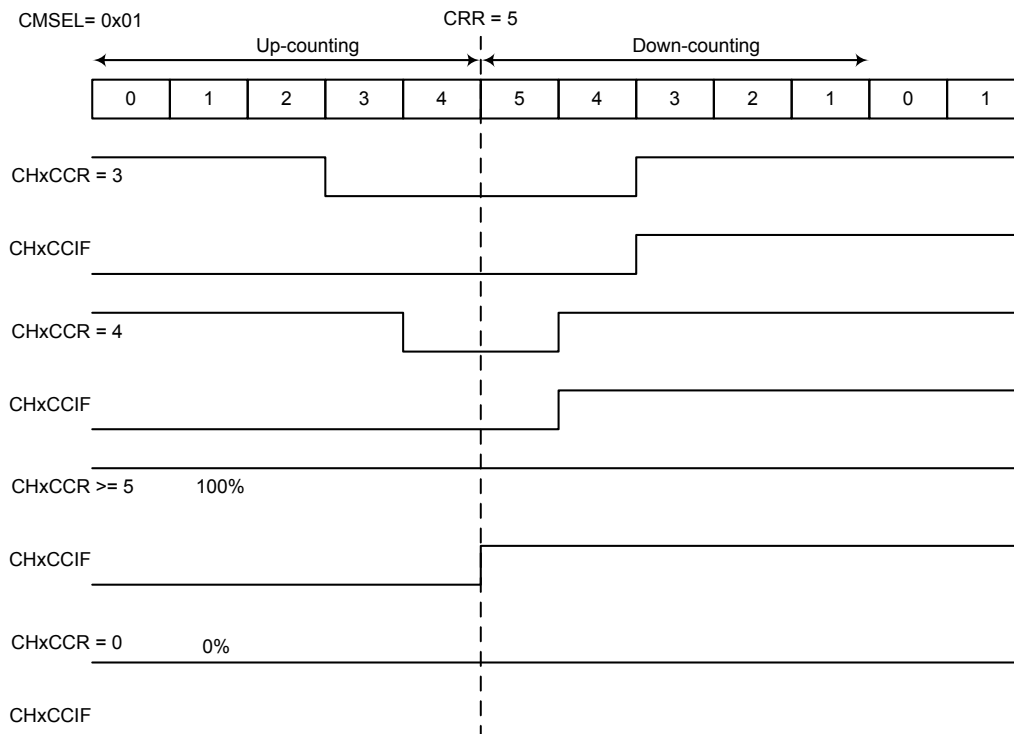 CMSEL= 0x01
CRR = 5
Up-counting Down-counting
0 1 2 3 4 5 4 3 2 1 0 1
CHxCCR = 3
CHxCCIF
CHxCCR = 4
CHxCCIF
CHxCCR >= 5 100%
CHxCCIF
CHxCCR = 0 0%
CHxCCIF